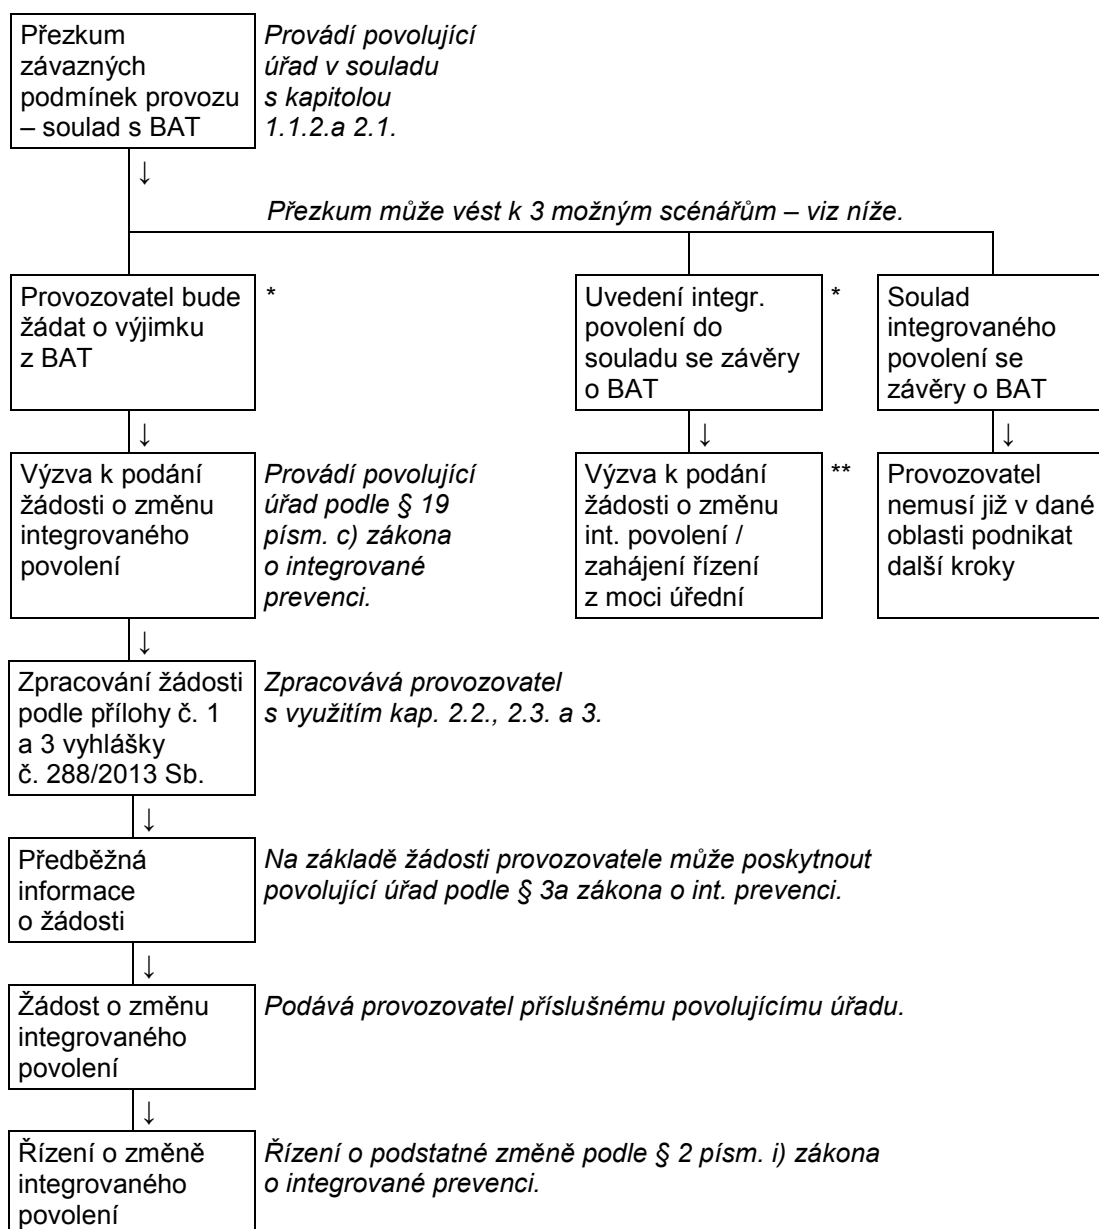 Přezkum
závazných
podmínek provozu
– soulad s BAT
Provádí povolující
úřad v souladu
s kapitolou
1.1.2.a 2.1.
↓
Přezkum může vést k 3 možným scénářům – viz níže.
Provozovatel bude
žádat o výjimku
z BAT
*
Uvedení integr.
povolení do
souladu se závěry
o BAT
*
Soulad
integrovaného
povolení se
závěry o BAT
↓
↓
↓
Výzva k podání
žádosti o změnu
integrovaného
povolení
Provádí povolující
úřad podle § 19
písm. c) zákona
o integrované
prevenci.
Výzva k podání
žádosti o změnu
int. povolení /
zahájení řízení
z moci úřední
**
Provozovatel
nemusí již v dané
oblasti podnikat
další kroky
↓
Zpracování žádosti
podle přílohy č. 1
a 3 vyhlášky
č. 288/2013 Sb.
Zpracovává provozovatel
s využitím kap. 2.2., 2.3. a 3.
↓
Předběžná
informace
o žádosti
Na základě žádosti provozovatele může poskytnout
povolující úřad podle § 3a zákona o int. prevenci.
↓
Žádost o změnu
integrovaného
povolení
Podává provozovatel příslušnému povolujícímu úřadu.
↓
Řízení o změně
integrovaného
povolení
Řízení o podstatné změně podle § 2 písm. i) zákona
o integrované prevenci.